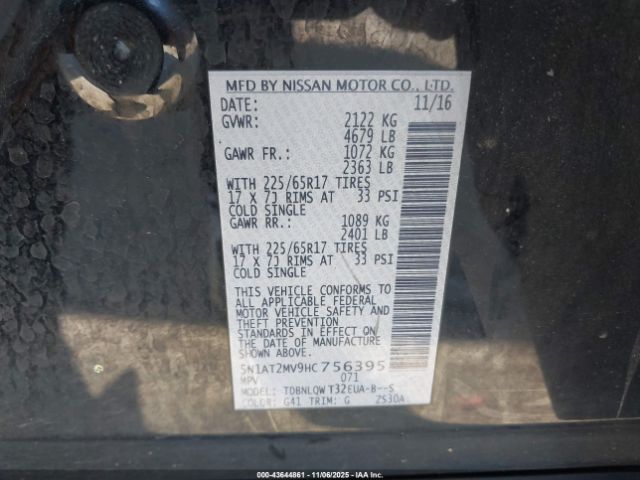 MFD BY NISSAN MOTOR CO., LTD.
DATE: 11/16
GVWR: 2122 KG
4679 LB
GAWR FR.: 1072 KG
2363 LB
WITH 225/65R17 TIRES
17 X 7J RIMS AT 33 PSI
COLD SINGLE
GAWR RR.: 1089 KG
2401 LB
WITH 225/65R17 TIRES
17 X 7J RIMS AT 33 PSI
COLD SINGLE
THIS VEHICLE CONFORMS TO
ALL APPLICABLE FEDERAL
MOTOR VEHICLE SAFETY AND
THEFT PREVENTION
STANDARDS IN EFFECT ON
THE DATE OF MANUFACTURE
SHOWN ABOVE.
5N1AT2MV9HC756395
MPV 071
MODEL: TDBNLQWT32EUA-B--S
COLOR: G41 TRIM: G ZS30A
IAA
250-43644861 | 11/06/2025 | IAAI.COM